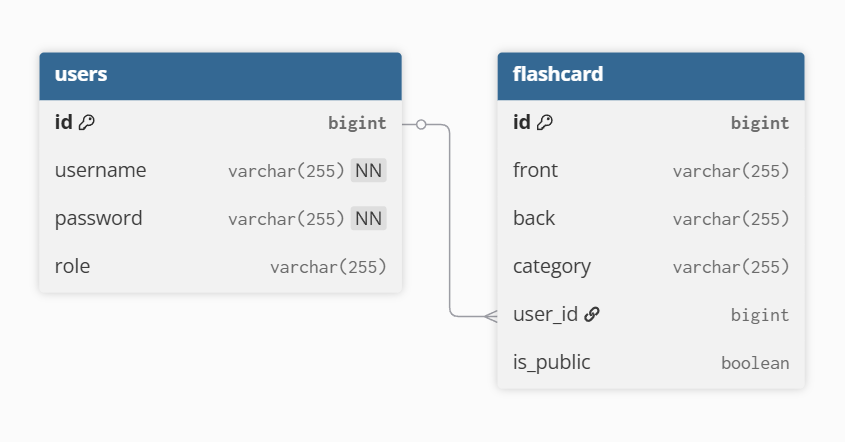 users
id bigint
username varchar(255) NN
password varchar(255) NN
role varchar(255)
flashcard
id bigint
front varchar(255)
back varchar(255)
category varchar(255)
user_id bigint
is_public boolean